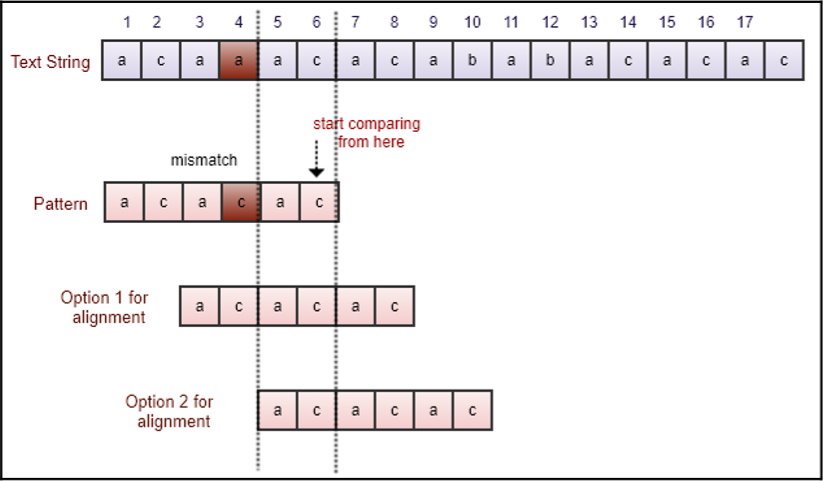 1 2 3 4 5 6 7 8 9 10 11 12 13 14 15 16 17
Text String a c a a a c a c a b a b a c a c a c
start comparing
from here
mismatch
Pattern a c a c a c
Option 1 for
alignment
a c a c a c
Option 2 for
alignment
a c a c a c